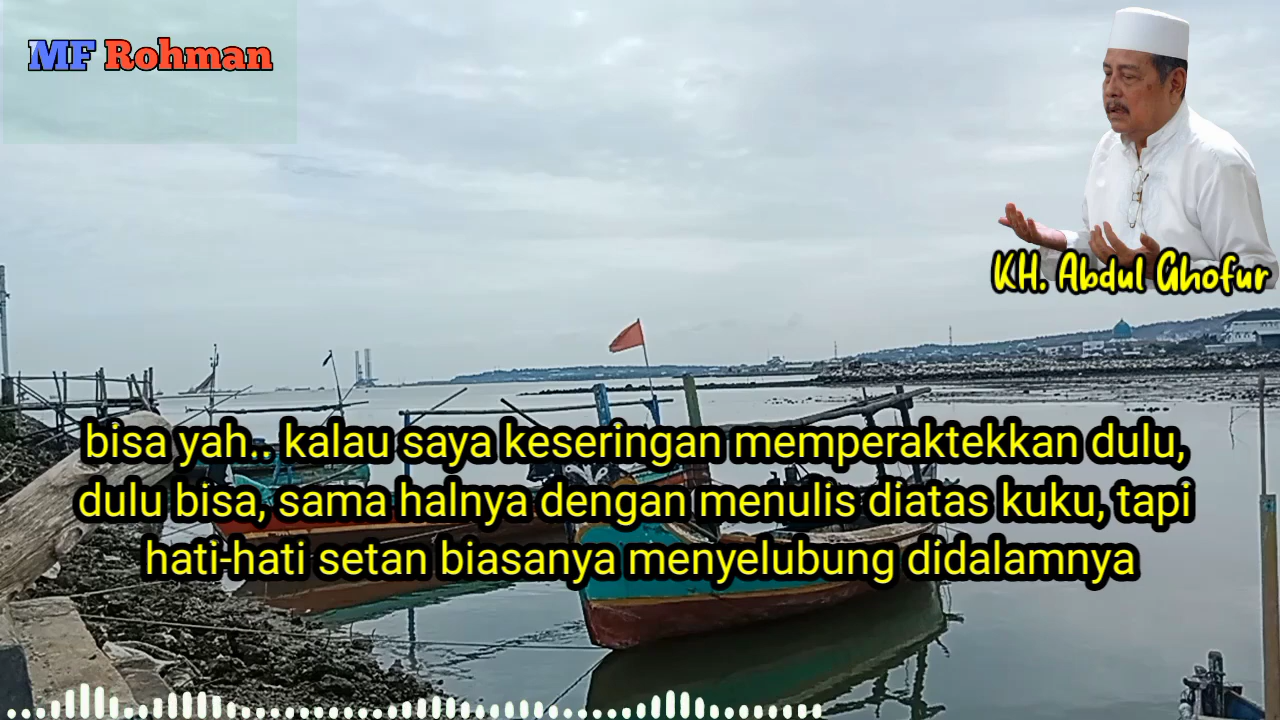 MF Rohman
KH. Abdul Ghofur
bisa yah.. kalau saya keseringan memperaktekkan dulu,
dulu bisa, sama halnya dengan menulis diatas kuku, tapi
hati-hati setan biasanya menyelubung didalamnya